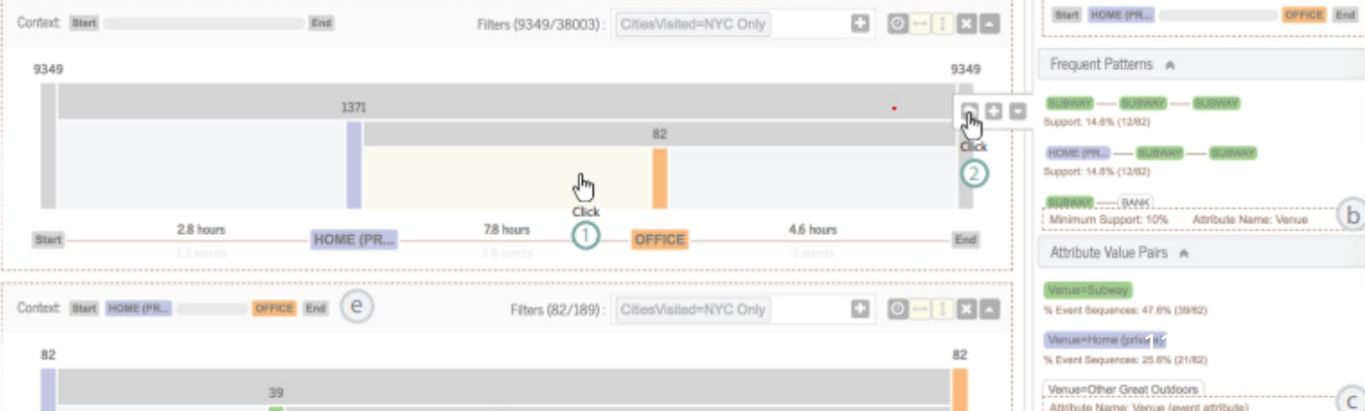 Context: Start End Filters (9349/38003) : CitiesVisited=NYC Only
9349 9349
1371
82
Click
2
Click
1
2.8 hours 7.8 hours 4.6 hours
Start HOME (PR... OFFICE End
1.3 events 3.8 events 3 events
Context: Start HOME (PR... OFFICE End e Filters (82/189) : CitiesVisited=NYC Only
82 82
39
Start HOME (PR... OFFICE End
Frequent Patterns
SUBWAY SUBWAY SUBWAY
Support: 14.6% (12/82)
HOME (PR... SUBWAY SUBWAY
Support: 14.6% (12/82)
SUBWAY BANK
Minimum Support: 10% Attribute Name: Venue
b
Attribute Value Pairs
Venue=Subway
% Event Sequences: 47.6% (39/82)
Venue=Home (private)
11
% Event Sequences: 25.6% (21/82)
Venue=Other Great Outdoors
Attribute Name: Venue (event attribute)
c